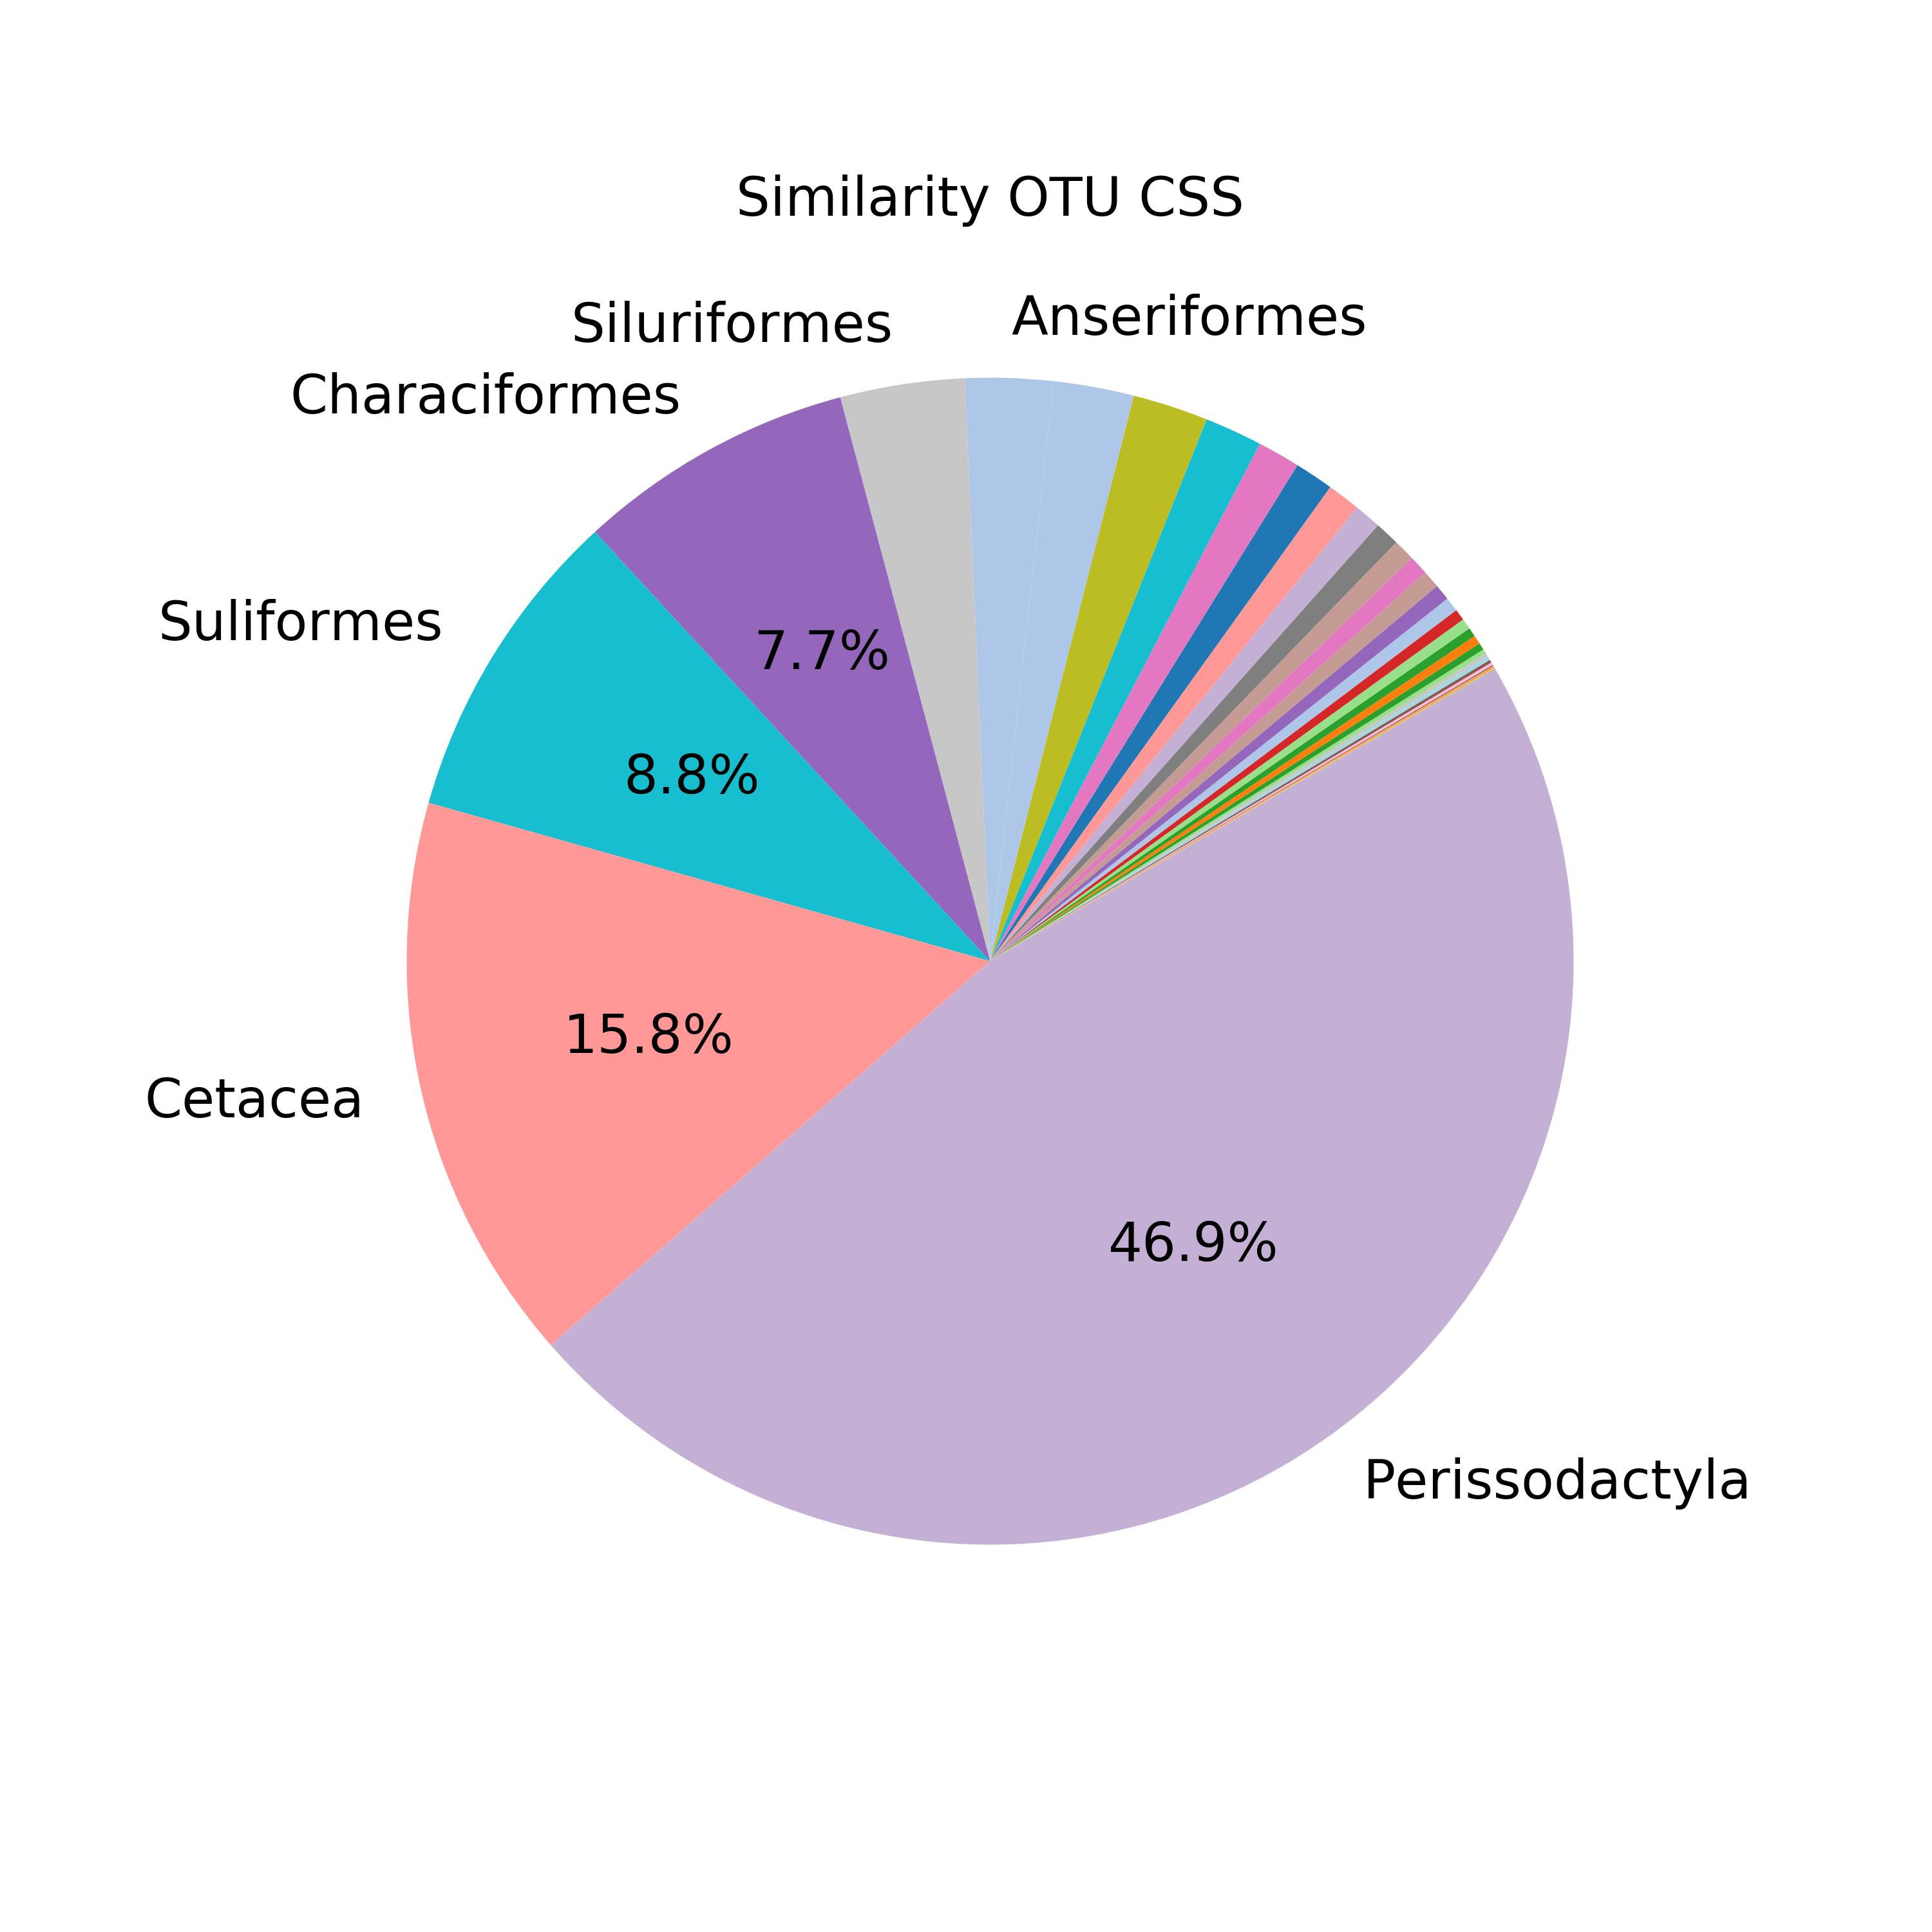 Similarity OTU CSS
Anseriformes
Siluriformes
Characiformes
Suliformes
7.7%
8.8%
15.8%
Cetacea
46.9%
Perissodactyla